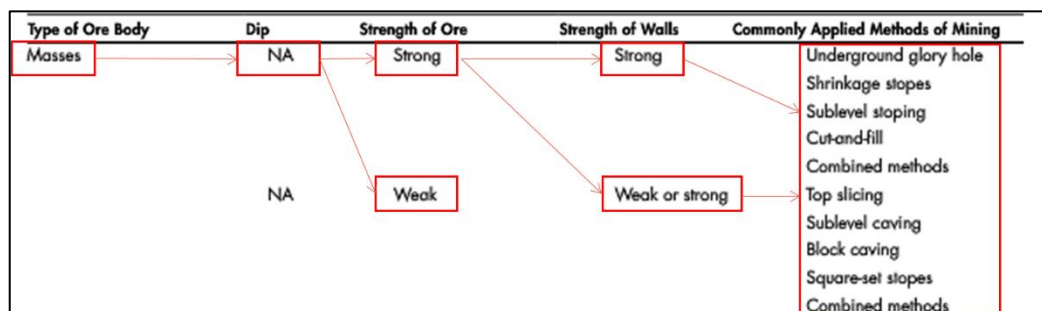 Type of Ore Body Dip Strength of Ore Strength of Walls Commonly Applied Methods of Mining
Masses NA Strong Strong Underground glory hole
Shrinkage stopes
Sublevel stoping
Cut-and-fill
Combined methods
NA Weak Weak or strong Top slicing
Sublevel caving
Block caving
Square-set stopes
Combined methods